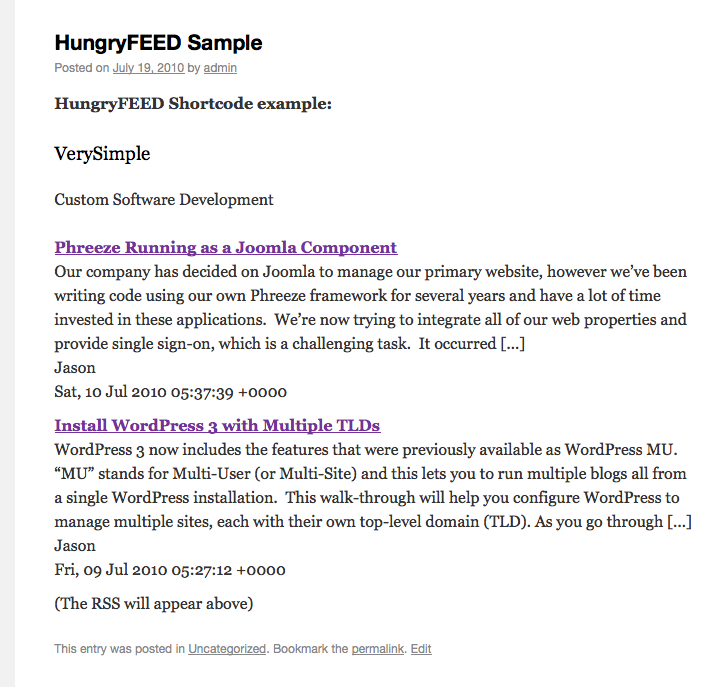 HungryFEED Sample
Posted on July 19, 2010 by admin
HungryFEED Shortcode example:
VerySimple
Custom Software Development
Phreeze Running as a Joomla Component
Our company has decided on Joomla to manage our primary website, however we’ve been
writing code using our own Phreeze framework for several years and have a lot of time
invested in these applications.  We’re now trying to integrate all of our web properties and
provide single sign-on, which is a challenging task.  It occurred [...]
Jason
Sat, 10 Jul 2010 05:37:39 +0000
Install WordPress 3 with Multiple TLDs
WordPress 3 now includes the features that were previously available as WordPress MU.
“MU” stands for Multi-User (or Multi-Site) and this lets you to run multiple blogs all from
a single WordPress installation.  This walk-through will help you configure WordPress to
manage multiple sites, each with their own top-level domain (TLD). As you go through [...]
Jason
Fri, 09 Jul 2010 05:27:12 +0000
(The RSS will appear above)
This entry was posted in Uncategorized. Bookmark the permalink. Edit